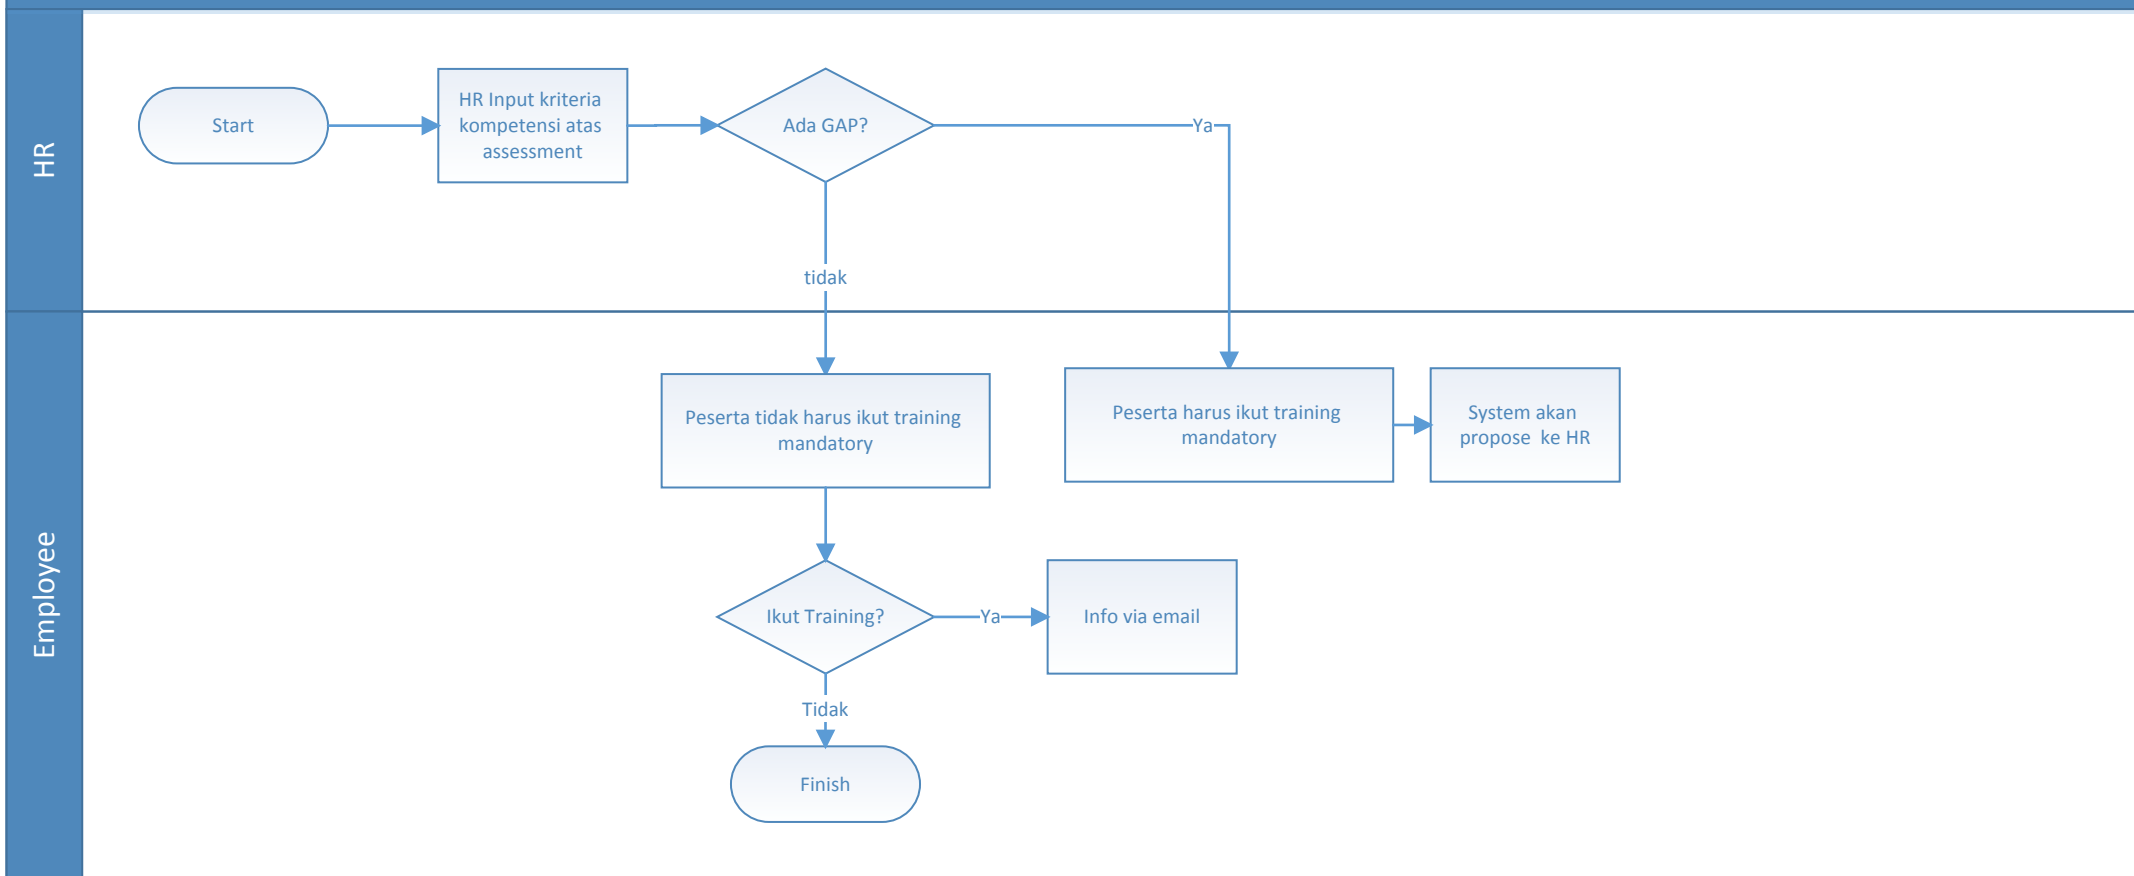 HR
Start
HR Input kriteria
kompetensi atas
assessment
Ada GAP?
Ya
tidak
Employee
Peserta tidak harus ikut training
mandatory
Peserta harus ikut training
mandatory
System akan
propose  ke HR
Ikut Training?
Ya
Info via email
Tidak
Finish